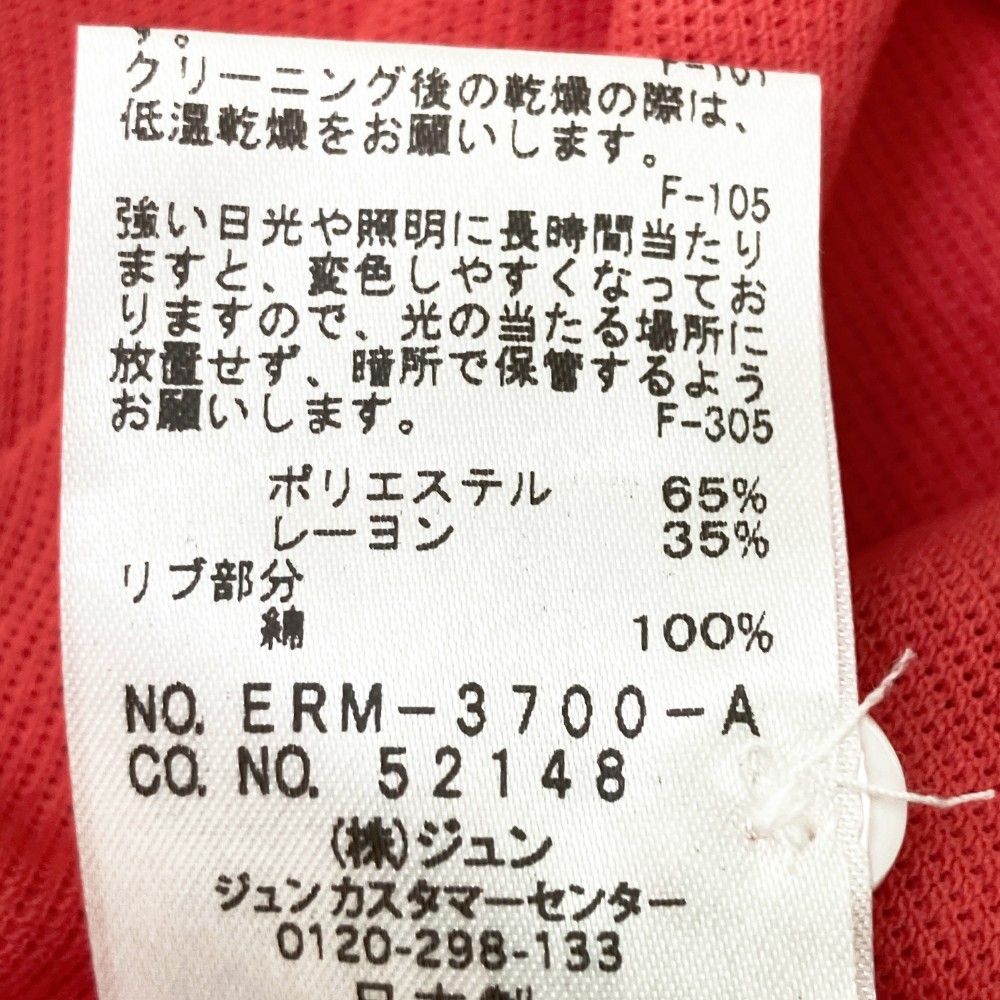 す。
F-101
クリーニング後の乾燥の際は、
低温乾燥をお願いします。
F-105
強い日光や照明に長時間当たり
ますと、変色しやすくなってお
りますので、光の当たる場所に
放置せず、暗所で保管するよう
お願いします。
F-305
ポリエステル 65%
レーヨン 35%
リブ部分
綿 100%
NO. ERM-3700-A
CO. NO. 52148
(株)ジュン
ジュンカスタマーセンター
0120-298-133
日本製